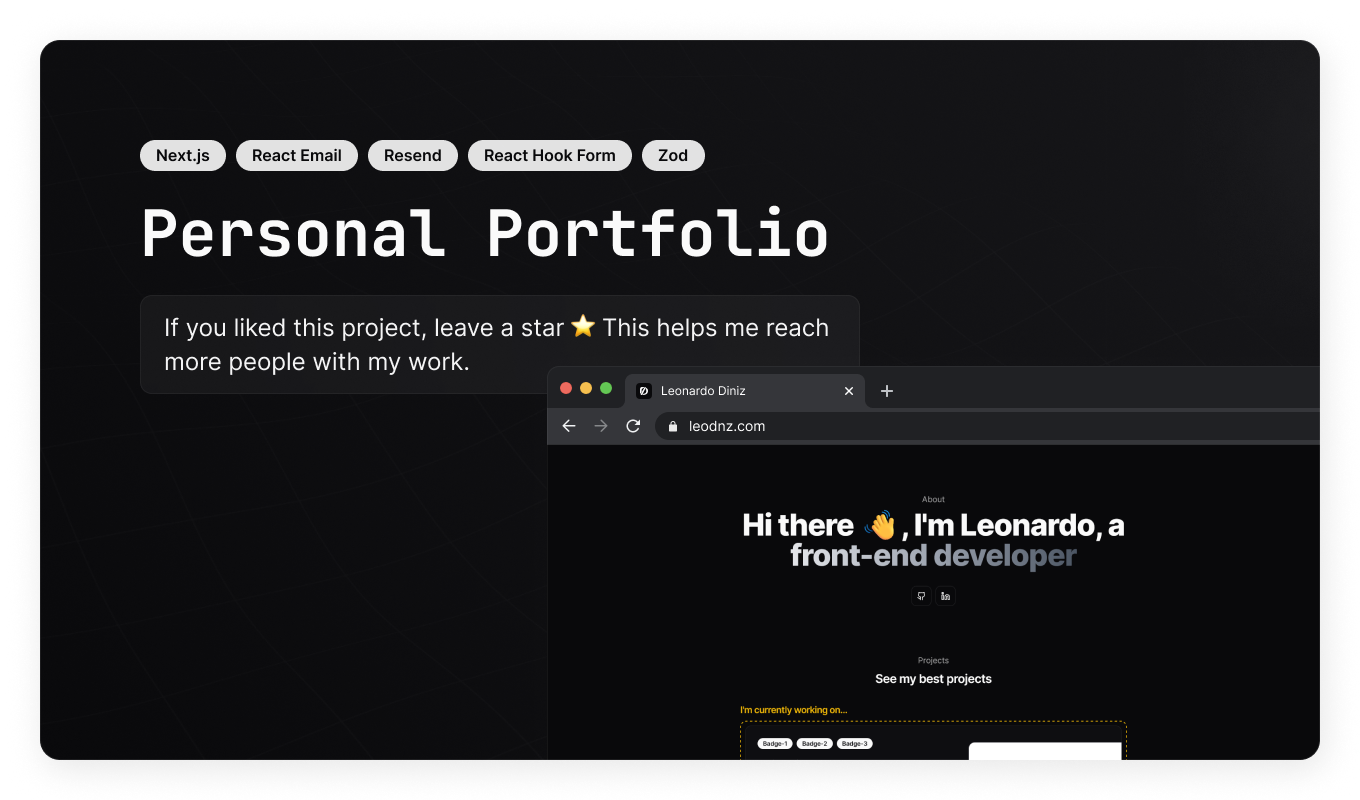 Next.js React Email Resend React Hook Form Zod
Personal Portfolio
If you liked this project, leave a star ⭐ This helps me reach
more people with my work.
Leonardo Diniz
leodnz.com
About
Hi there 👋, I'm Leonardo, a
front-end developer
Projects
See my best projects
I'm currently working on...
Badge-1 Badge-2 Badge-3